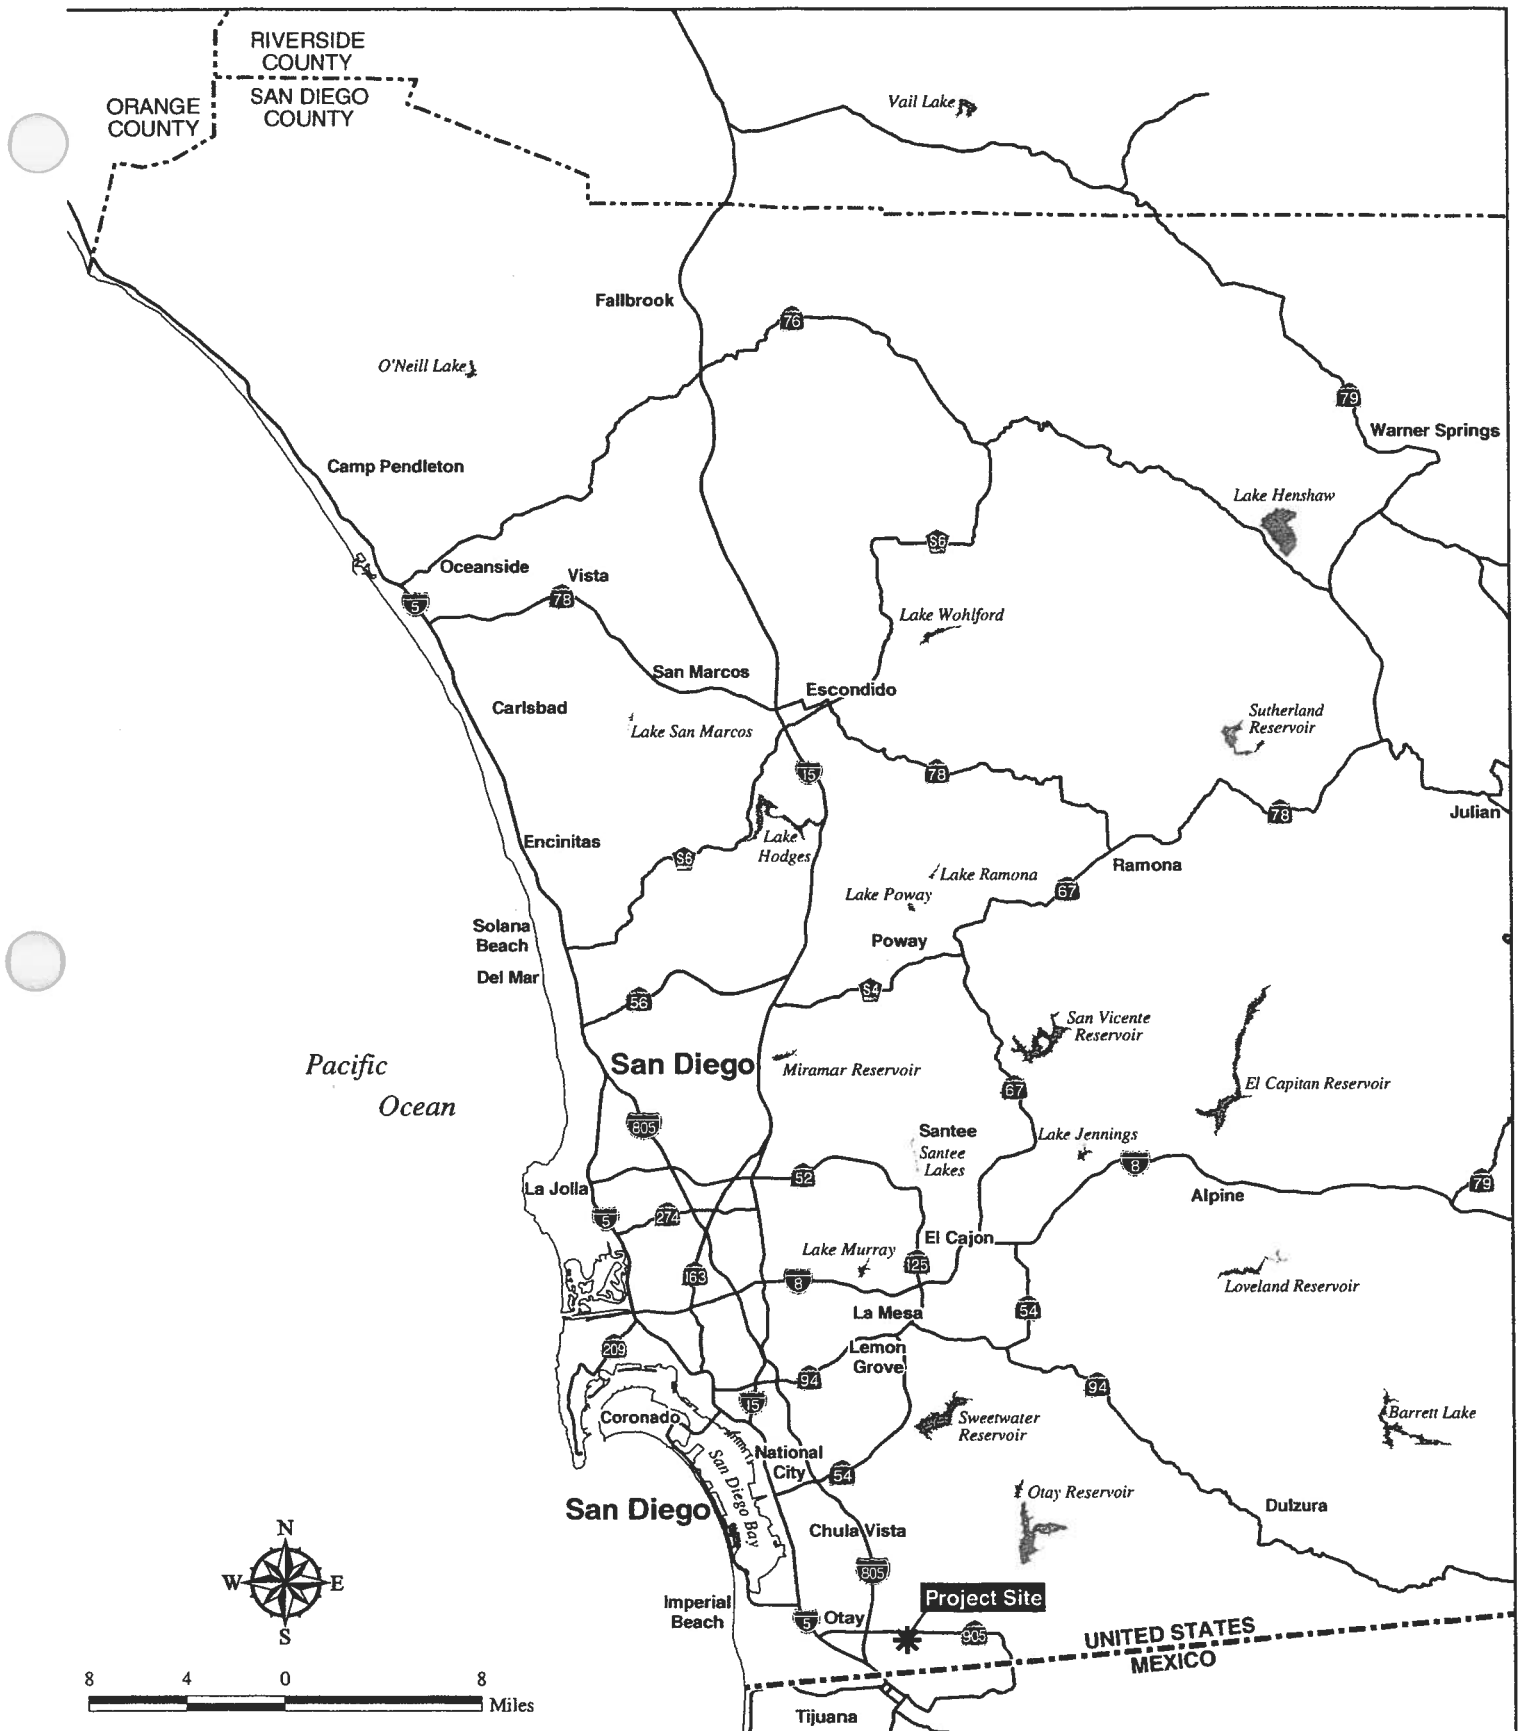 RIVERSIDE
COUNTY
ORANGE
COUNTY
SAN DIEGO
COUNTY
Vail Lake
Fallbrook
76
O'Neill Lake
79
Warner Springs
Camp Pendleton
Lake Henshaw
S6
Oceanside
Vista
5
78
Lake Wohlford
San Marcos
Escondido
Carlsbad
Lake San Marcos
Sutherland
Reservoir
15
78
78
Julian
Encinitas
Lake
Hodges
S6
Ramona
Lake Ramona
67
Lake Poway
Solana
Beach
Poway
Del Mar
56
S4
San Vicente
Reservoir
Pacific
Ocean
San Diego
Miramar Reservoir
67
El Capitan Reservoir
805
Santee
Santee
Lakes
Lake Jennings
8
La Jolla
52
79
Alpine
5
274
El Cajon
Lake Murray
125
163
8
Loveland Reservoir
La Mesa
54
209
Lemon
Grove
94
94
15
Coronado
Sweetwater
Reservoir
Barrett Lake
National
City
54
San Diego Bay
San Diego
Otay Reservoir
Dulzura
Chula Vista
805
N
W
E
S
Imperial
Beach
Project Site
5
Otay
905
UNITED STATES
MEXICO
8
4
0
8
Miles
Tijuana